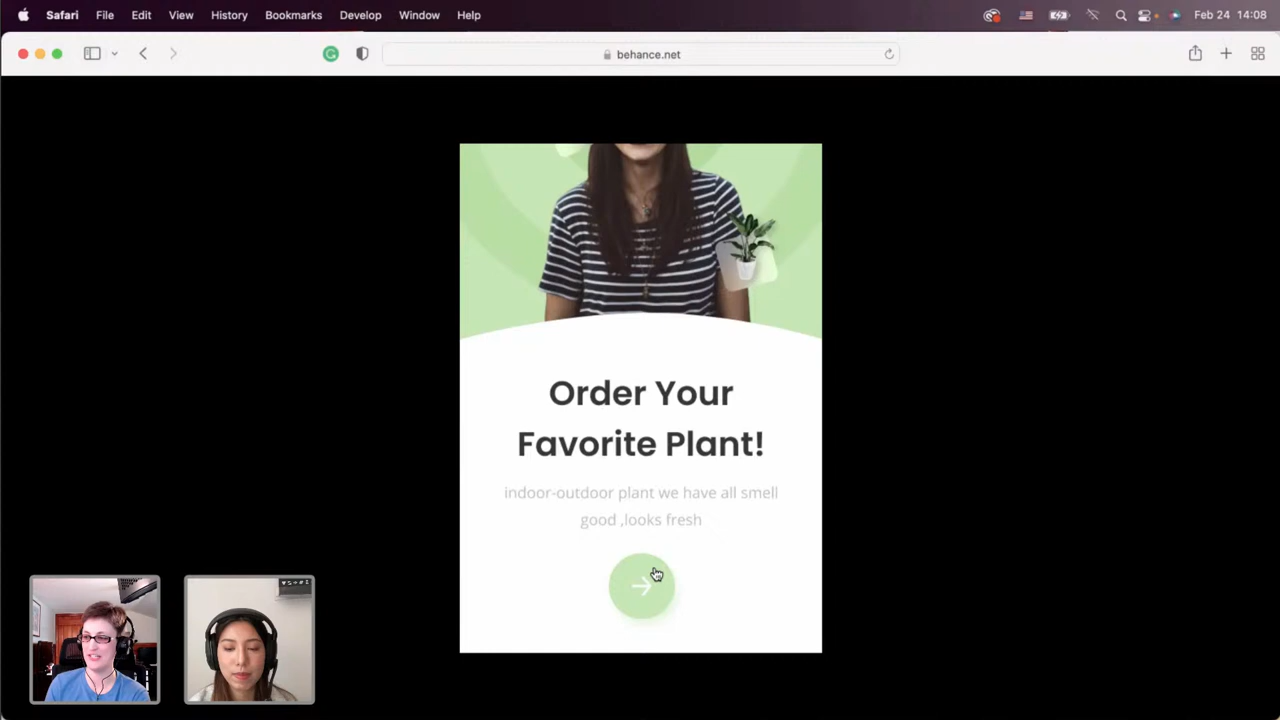 Safari File Edit View History Bookmarks Develop Window Help Feb 24 14:08
behance.net
Order Your
Favorite Plant!
indoor-outdoor plant we have all smell
good ,looks fresh